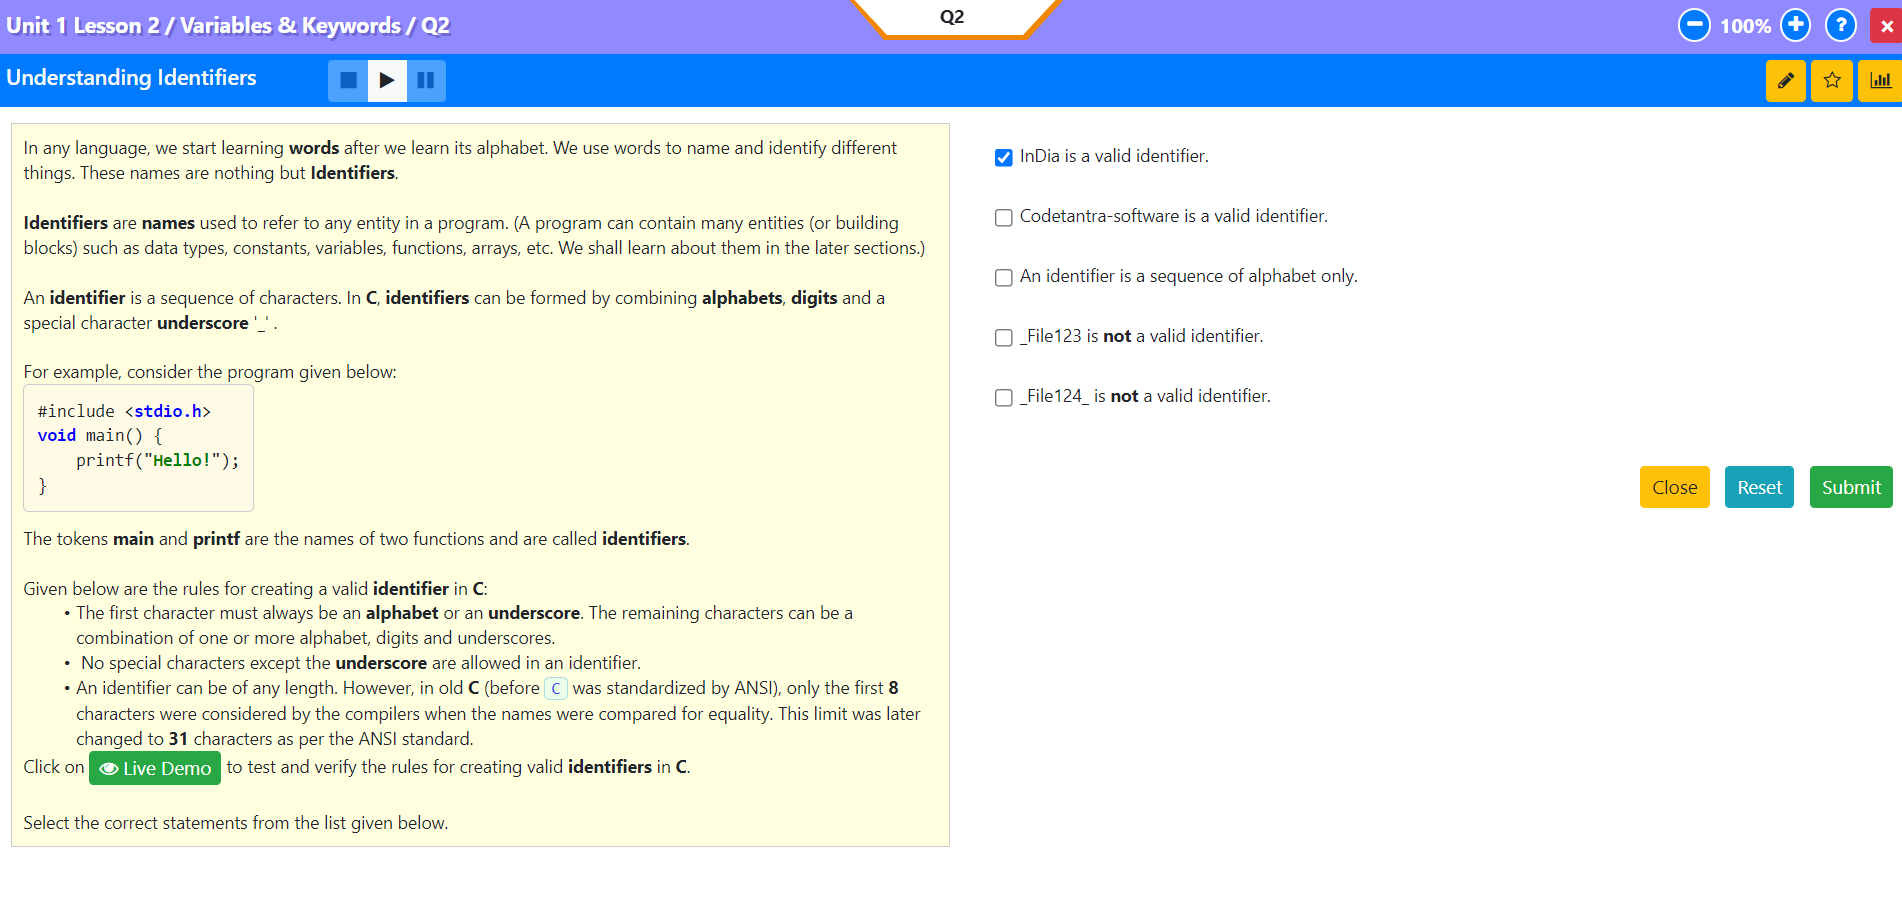 Unit 1 Lesson 2 / Variables & Keywords / Q2
Q2
100%
?
Understanding Identifiers
In any language, we start learning words after we learn its alphabet. We use words to name and identify different
things. These names are nothing but Identifiers.
Identifiers are names used to refer to any entity in a program. (A program can contain many entities (or building
blocks) such as data types, constants, variables, functions, arrays, etc. We shall learn about them in the later sections.)
An identifier is a sequence of characters. In C, identifiers can be formed by combining alphabets, digits and a
special character underscore '_' .
For example, consider the program given below:
#include <stdio.h>
void main() {
    printf("Hello!");
}
The tokens main and printf are the names of two functions and are called identifiers.
Given below are the rules for creating a valid identifier in C:
• The first character must always be an alphabet or an underscore. The remaining characters can be a
combination of one or more alphabet, digits and underscores.
• No special characters except the underscore are allowed in an identifier.
• An identifier can be of any length. However, in old C (before C was standardized by ANSI), only the first 8
characters were considered by the compilers when the names were compared for equality. This limit was later
changed to 31 characters as per the ANSI standard.
Click on Live Demo to test and verify the rules for creating valid identifiers in C.
Select the correct statements from the list given below.
InDia is a valid identifier.
Codetantra-software is a valid identifier.
An identifier is a sequence of alphabet only.
_File123 is not a valid identifier.
_File124_ is not a valid identifier.
Close
Reset
Submit